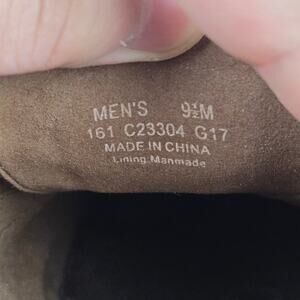 MEN'S 9½M
161 C23304 G17
MADE IN CHINA
Lining Manmade